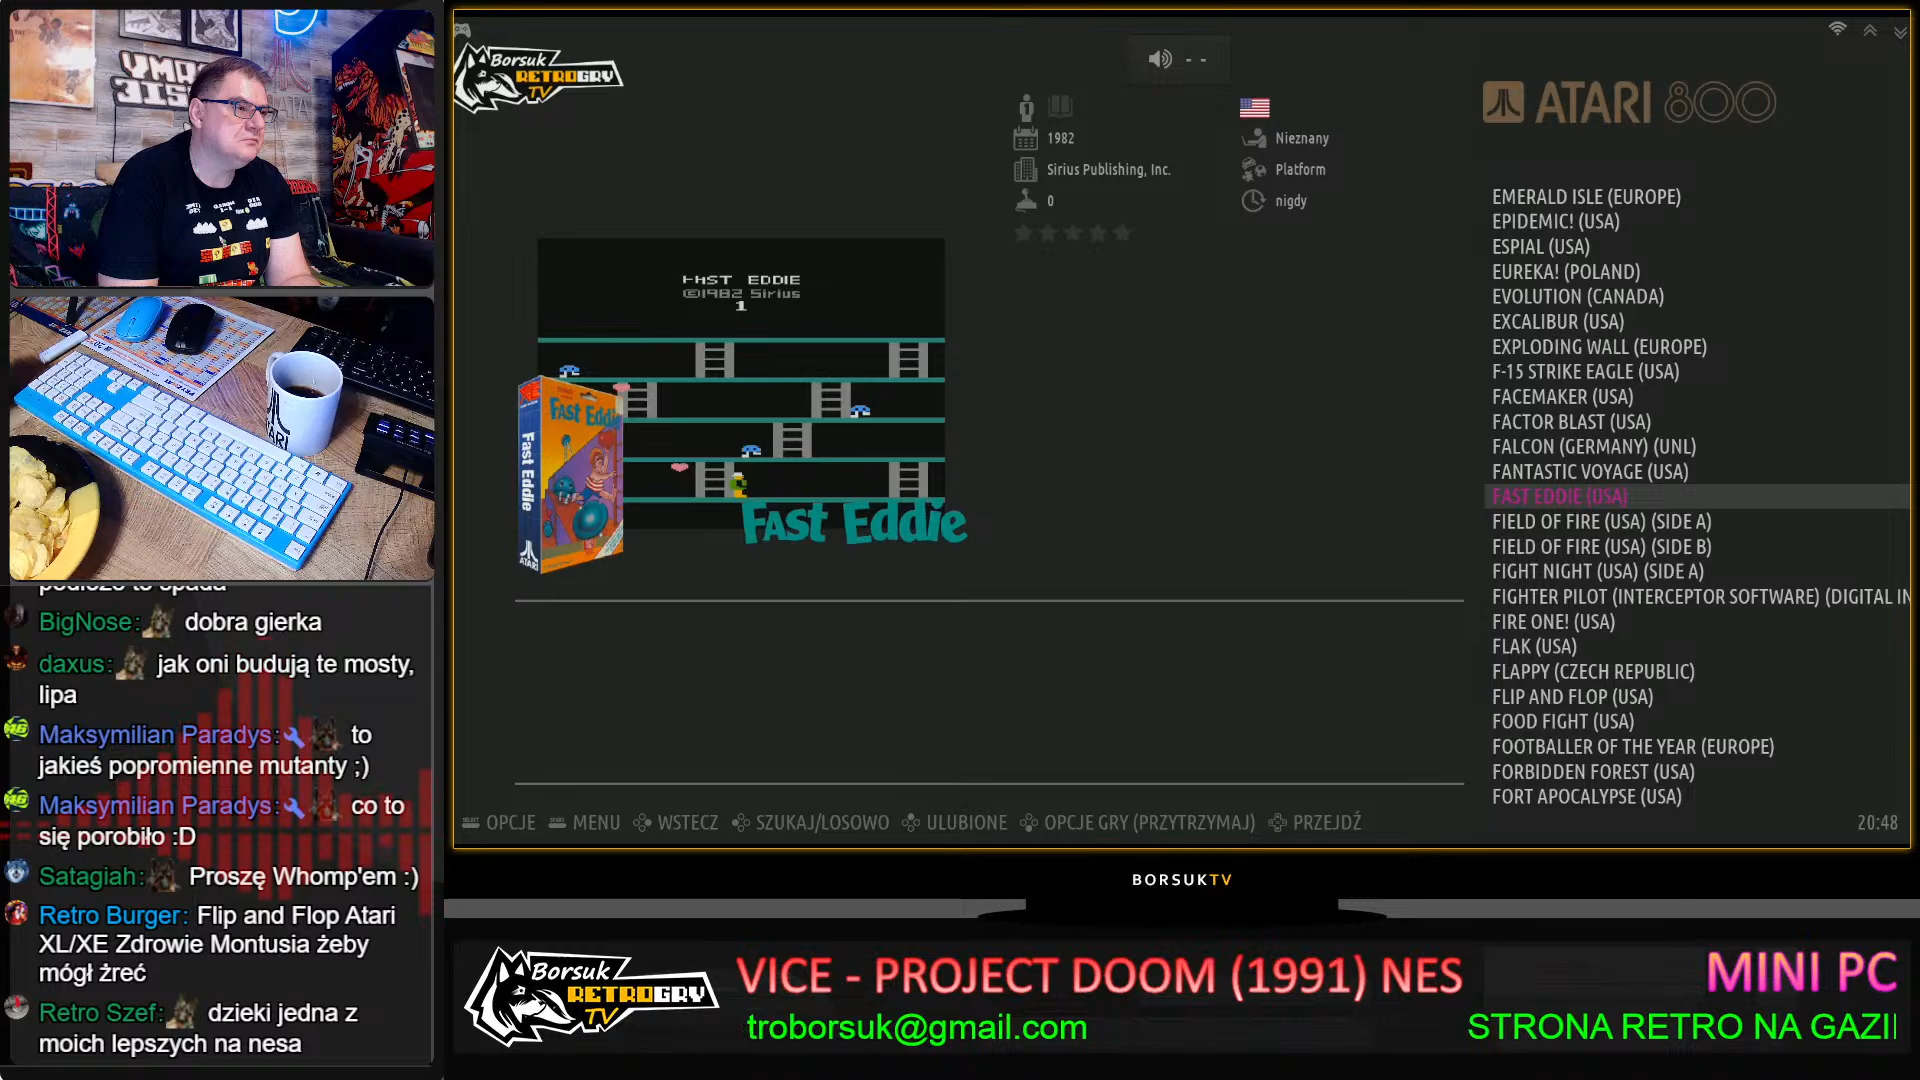 Borsuk
RETROGRY
TV
- -
1982
Nieznany
Sirius Publishing, Inc.
Platform
0
nigdy
ATARI 800
EMERALD ISLE (EUROPE)
EPIDEMIC! (USA)
ESPIAL (USA)
EUREKA! (POLAND)
EVOLUTION (CANADA)
EXCALIBUR (USA)
EXPLODING WALL (EUROPE)
F-15 STRIKE EAGLE (USA)
FACEMAKER (USA)
FACTOR BLAST (USA)
FALCON (GERMANY) (UNL)
FANTASTIC VOYAGE (USA)
FAST EDDIE (USA)
FIELD OF FIRE (USA) (SIDE A)
FIELD OF FIRE (USA) (SIDE B)
FIGHT NIGHT (USA) (SIDE A)
FIGHTER PILOT (INTERCEPTOR SOFTWARE) (DIGITAL IN
FIRE ONE! (USA)
FLAK (USA)
FLAPPY (CZECH REPUBLIC)
FLIP AND FLOP (USA)
FOOD FIGHT (USA)
FOOTBALLER OF THE YEAR (EUROPE)
FORBIDDEN FOREST (USA)
FORT APOCALYPSE (USA)
FAST EDDIE
©1982 Sirius
1
Fast Eddie
Fast Eddie
ATARI
Fast Eddie
OPCJE
MENU
WSTECZ
SZUKAJ/LOSOWO
ULUBIONE
OPCJE GRY (PRZYTRZYMAJ)
PRZEJDŹ
20:48
ATARI
BigNose: dobra gierka
daxus: jak oni budują te mosty,
lipa
Maksymilian Paradys: to
jakieś popromienne mutanty ;)
Maksymilian Paradys: co to
się porobiło :D
Satagiah: Proszę Whomp'em :)
Retro Burger: Flip and Flop Atari
XL/XE Zdrowie Montusia żeby
mógł żreć
Retro Szef: dzieki jedna z
moich lepszych na nesa
BORSUKTV
Borsuk
RETROGRY
TV
VICE - PROJECT DOOM (1991) NES
MINI PC
troborsuk@gmail.com
STRONA RETRO NA GAZII